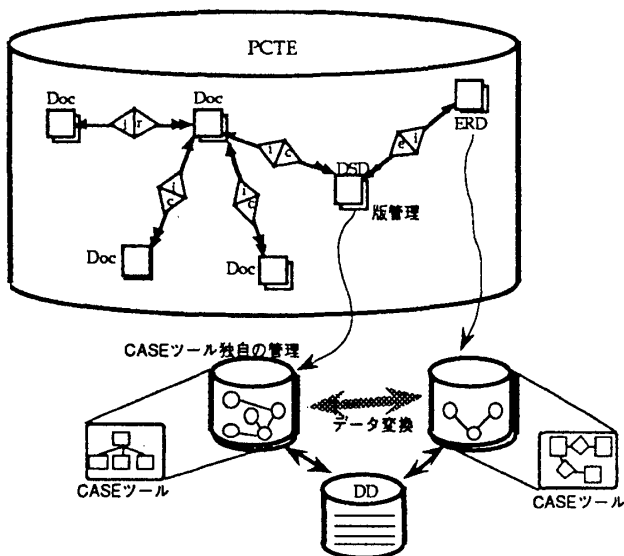 PCTE
Doc
Doc
ERD
i r
i c
e i
DSD
版管理
i c
i c
Doc
Doc
CASEツール独自の管理
データ変換
CASEツール
DD
CASEツール